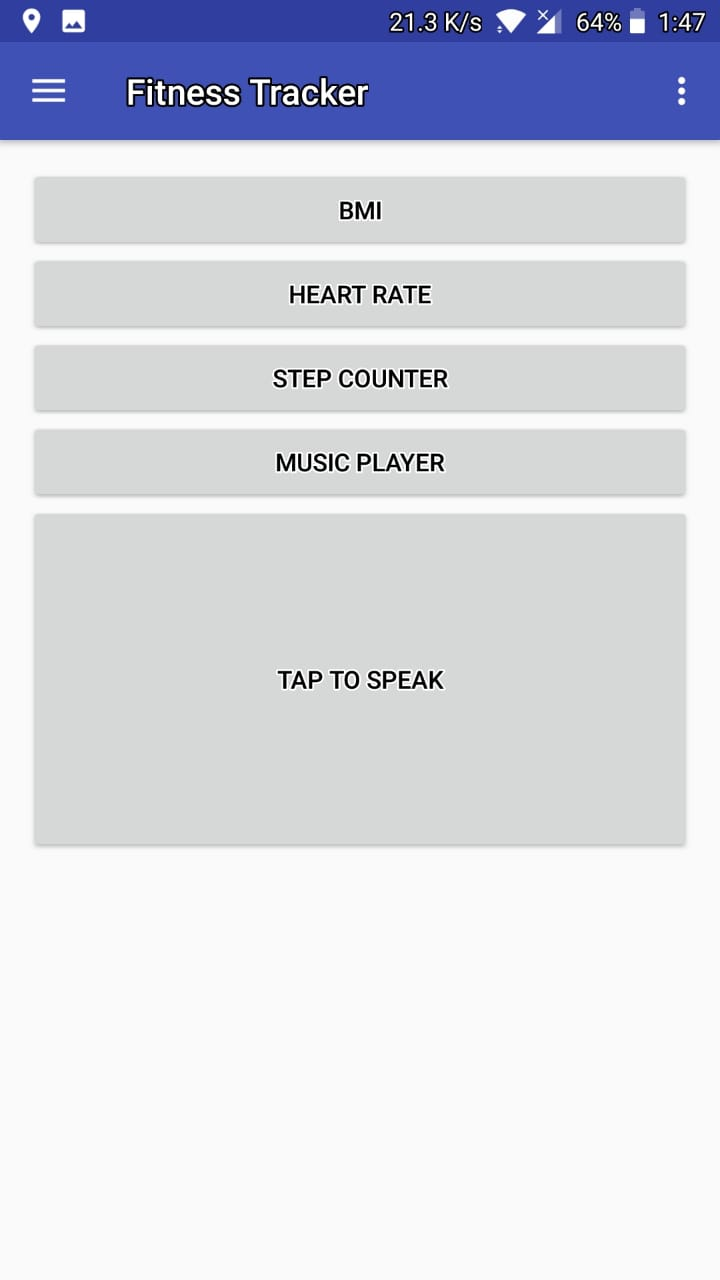 21.3 K/s 64% 1:47
Fitness Tracker
BMI
HEART RATE
STEP COUNTER
MUSIC PLAYER
TAP TO SPEAK